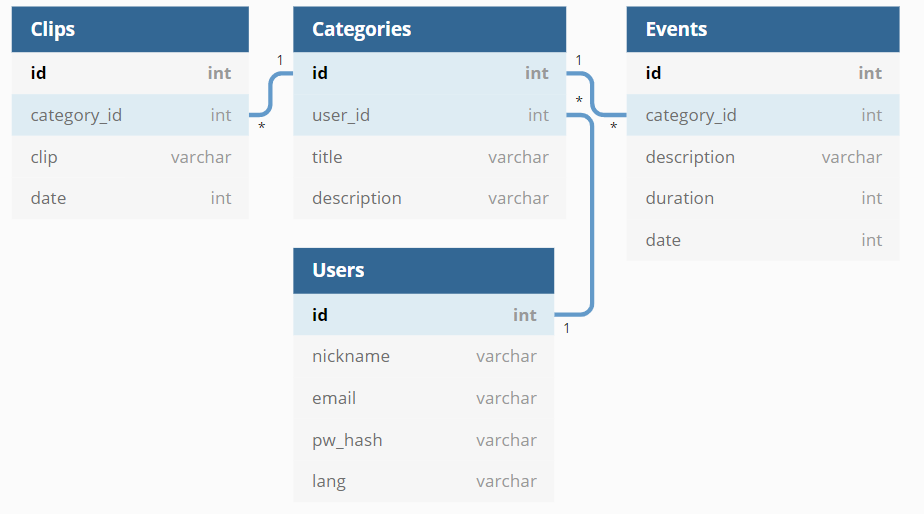 Clips
id int
category_id int
clip varchar
date int
1
*
Categories
id int
user_id int
title varchar
description varchar
1
*
*
Events
id int
category_id int
description varchar
duration int
date int
Users
id int
nickname varchar
email varchar
pw_hash varchar
lang varchar
1